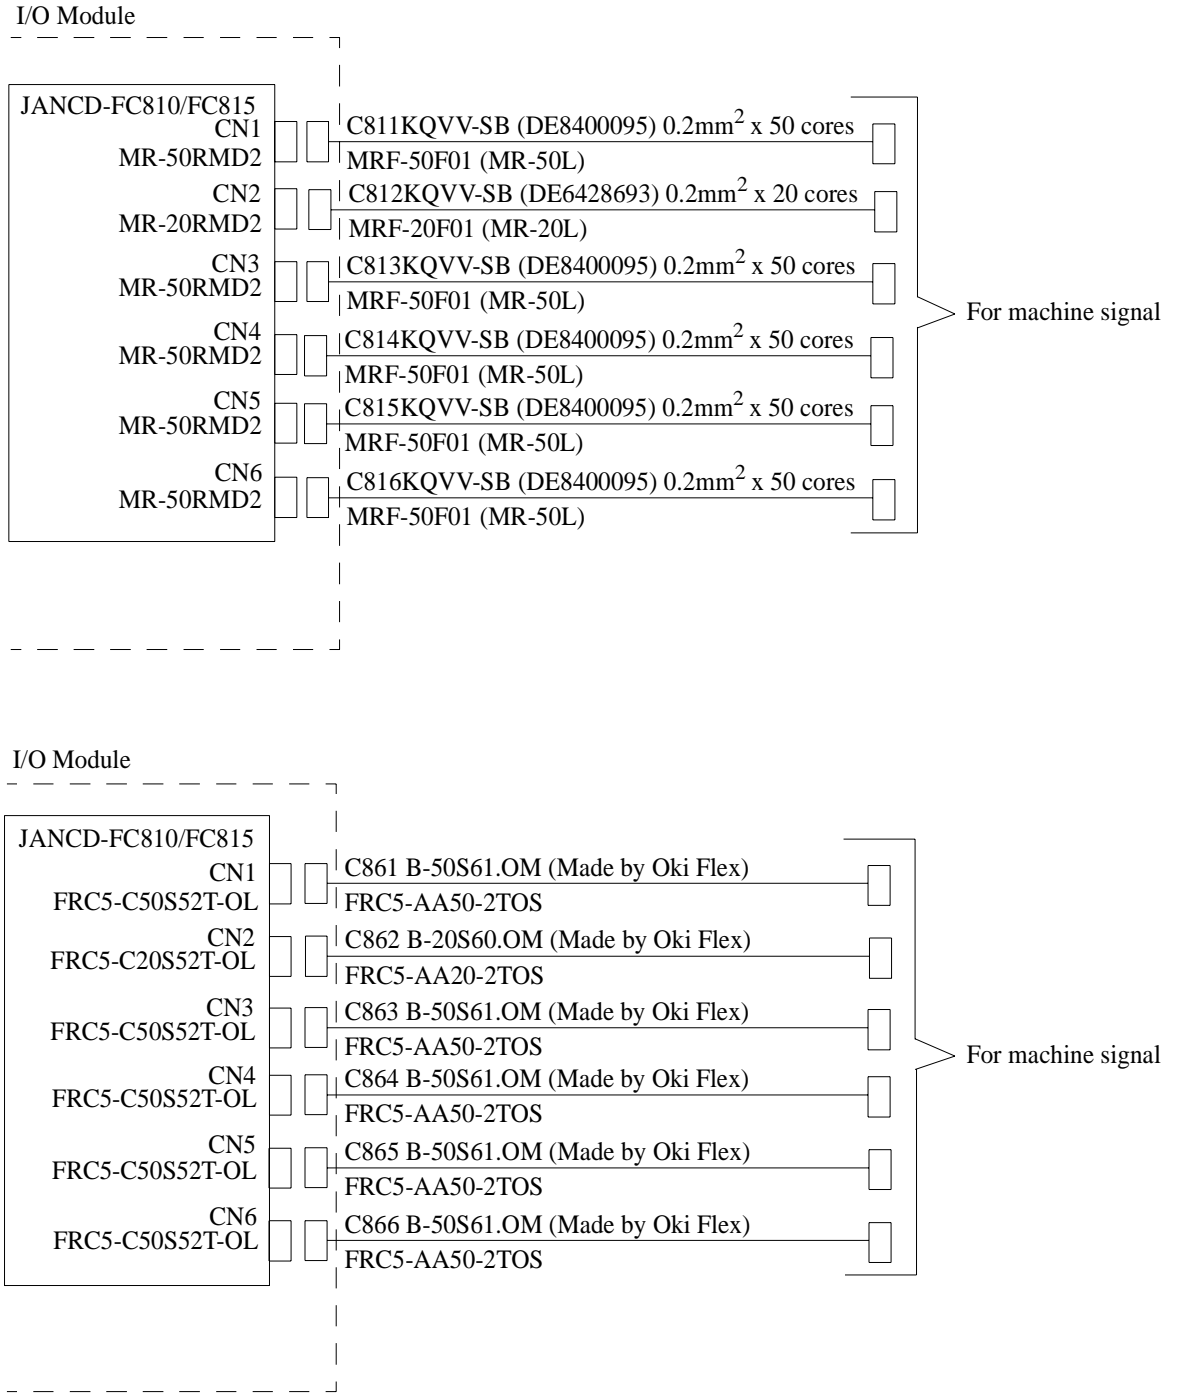 I/O Module
JANCD-FC810/FC815
CN1
MR-50RMD2
C811KQVV-SB (DE8400095) 0.2mm2 x 50 cores
MRF-50F01 (MR-50L)
CN2
MR-20RMD2
C812KQVV-SB (DE6428693) 0.2mm2 x 20 cores
MRF-20F01 (MR-20L)
CN3
MR-50RMD2
C813KQVV-SB (DE8400095) 0.2mm2 x 50 cores
MRF-50F01 (MR-50L)
For machine signal
CN4
MR-50RMD2
C814KQVV-SB (DE8400095) 0.2mm2 x 50 cores
MRF-50F01 (MR-50L)
CN5
MR-50RMD2
C815KQVV-SB (DE8400095) 0.2mm2 x 50 cores
MRF-50F01 (MR-50L)
CN6
MR-50RMD2
C816KQVV-SB (DE8400095) 0.2mm2 x 50 cores
MRF-50F01 (MR-50L)
I/O Module
JANCD-FC810/FC815
CN1
FRC5-C50S52T-OL
C861 B-50S61.OM (Made by Oki Flex)
FRC5-AA50-2TOS
CN2
FRC5-C20S52T-OL
C862 B-20S60.OM (Made by Oki Flex)
FRC5-AA20-2TOS
CN3
FRC5-C50S52T-OL
C863 B-50S61.OM (Made by Oki Flex)
FRC5-AA50-2TOS
For machine signal
CN4
FRC5-C50S52T-OL
C864 B-50S61.OM (Made by Oki Flex)
FRC5-AA50-2TOS
CN5
FRC5-C50S52T-OL
C865 B-50S61.OM (Made by Oki Flex)
FRC5-AA50-2TOS
CN6
FRC5-C50S52T-OL
C866 B-50S61.OM (Made by Oki Flex)
FRC5-AA50-2TOS